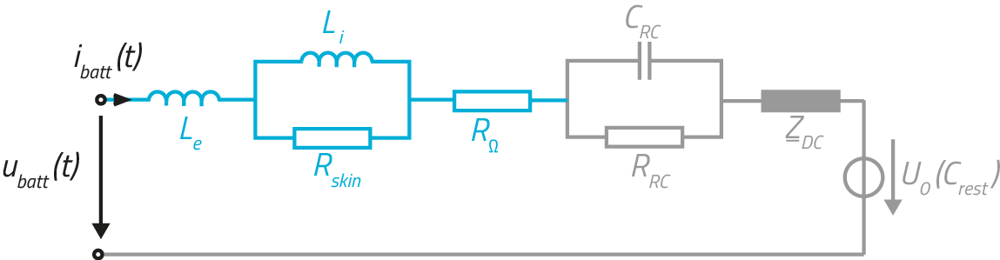 i_batt(t)
L_i
C_RC
L_e
R_Ω
Z_DC
R_skin
R_RC
u_batt(t)
U_0(C_rest)